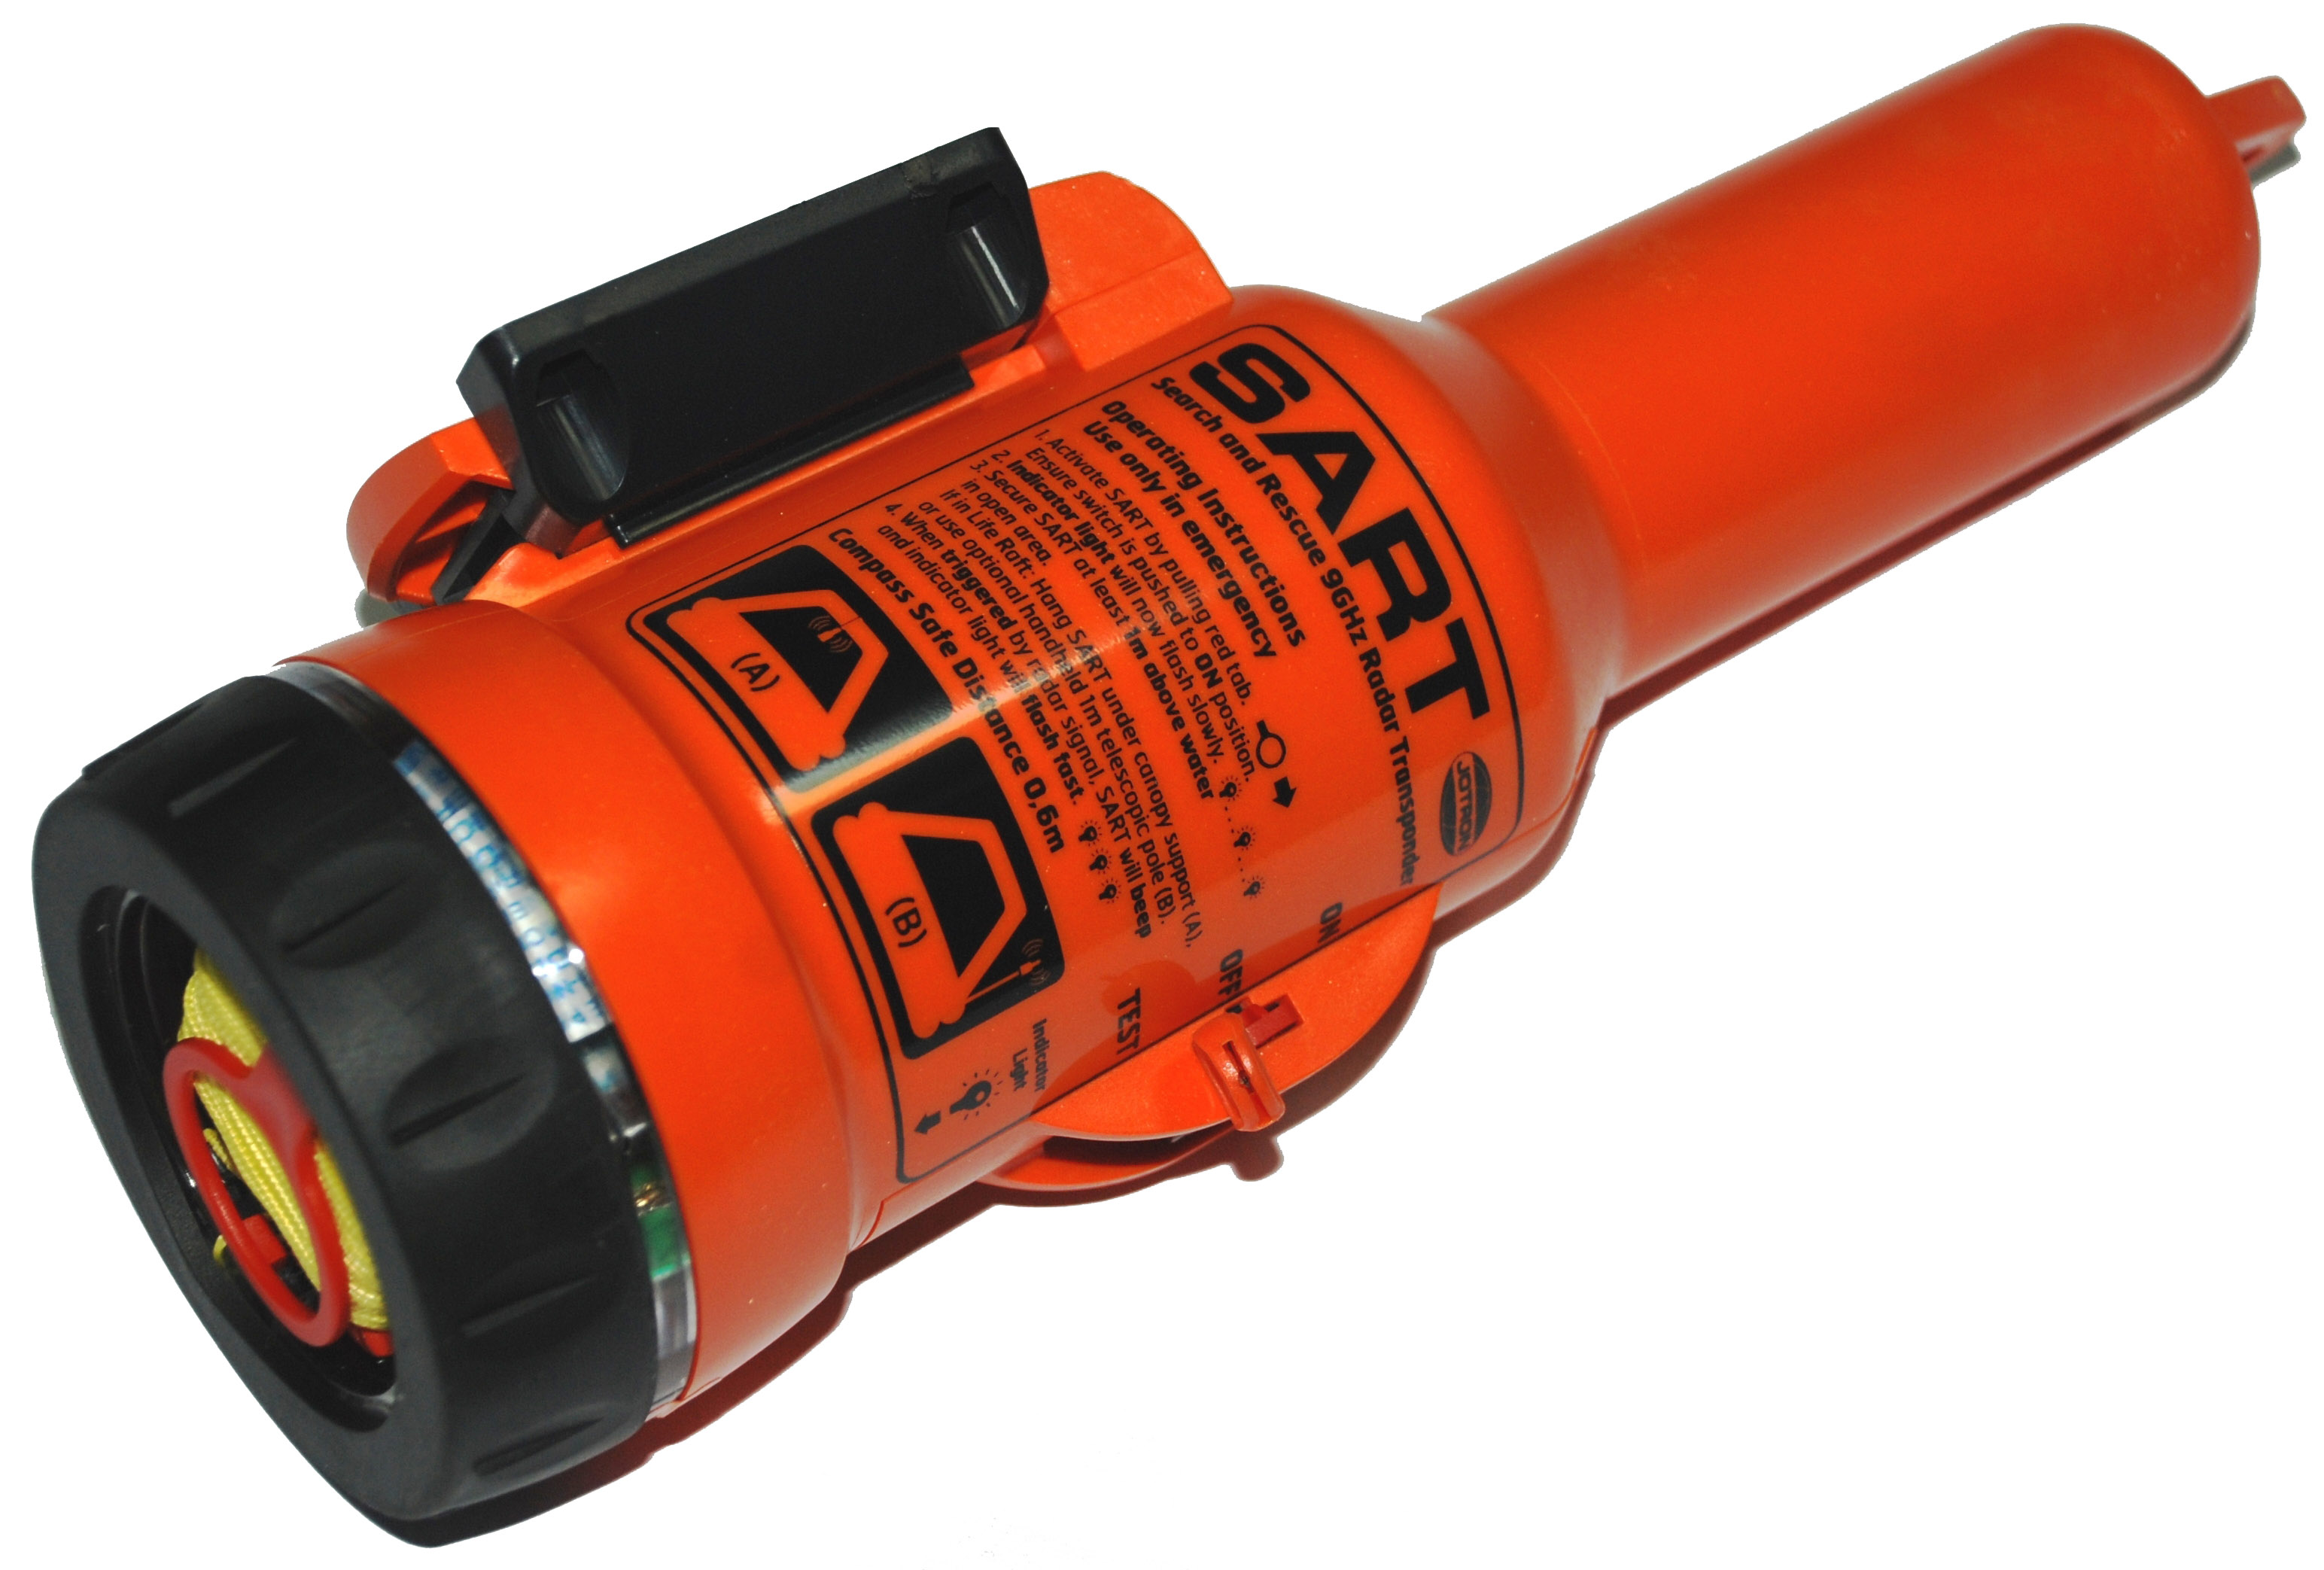 SART
Search and Rescue 9GHz Radar Transponder
JOTRON
Operating Instructions
Use only in emergency
1. Activate SART by pulling red tab.
Ensure switch is pushed to ON position.
2. Indicator light will now flash slowly.
3. Secure SART at least 1m above water
in open area.
If in Life Raft: Hang SART under canopy support (A),
or use optional handheld 1m telescopic pole (B).
4. When triggered by radar signal, SART will beep
and indicator light will flash fast.
Compass Safe Distance 0,6m
(A)
(B)
ON
OFF
TEST
Indicator
Light